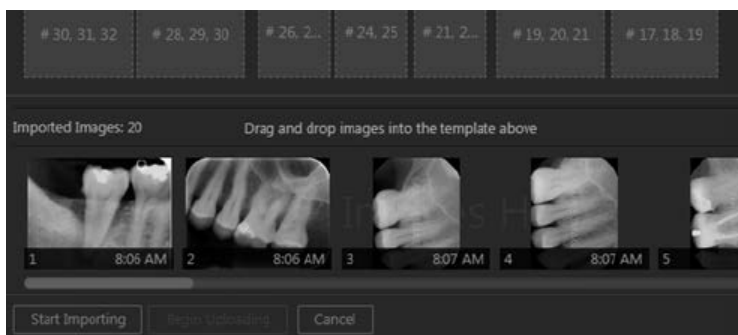 # 30, 31, 32
# 28, 29, 30
# 26, 2...
# 24, 25
# 21, 2...
# 19, 20, 21
# 17, 18, 19
Imported Images: 20
Drag and drop images into the template above
1 8:06 AM
2 8:06 AM
3 8:07 AM
4 8:07 AM
5
Start Importing
Begin Uploading
Cancel